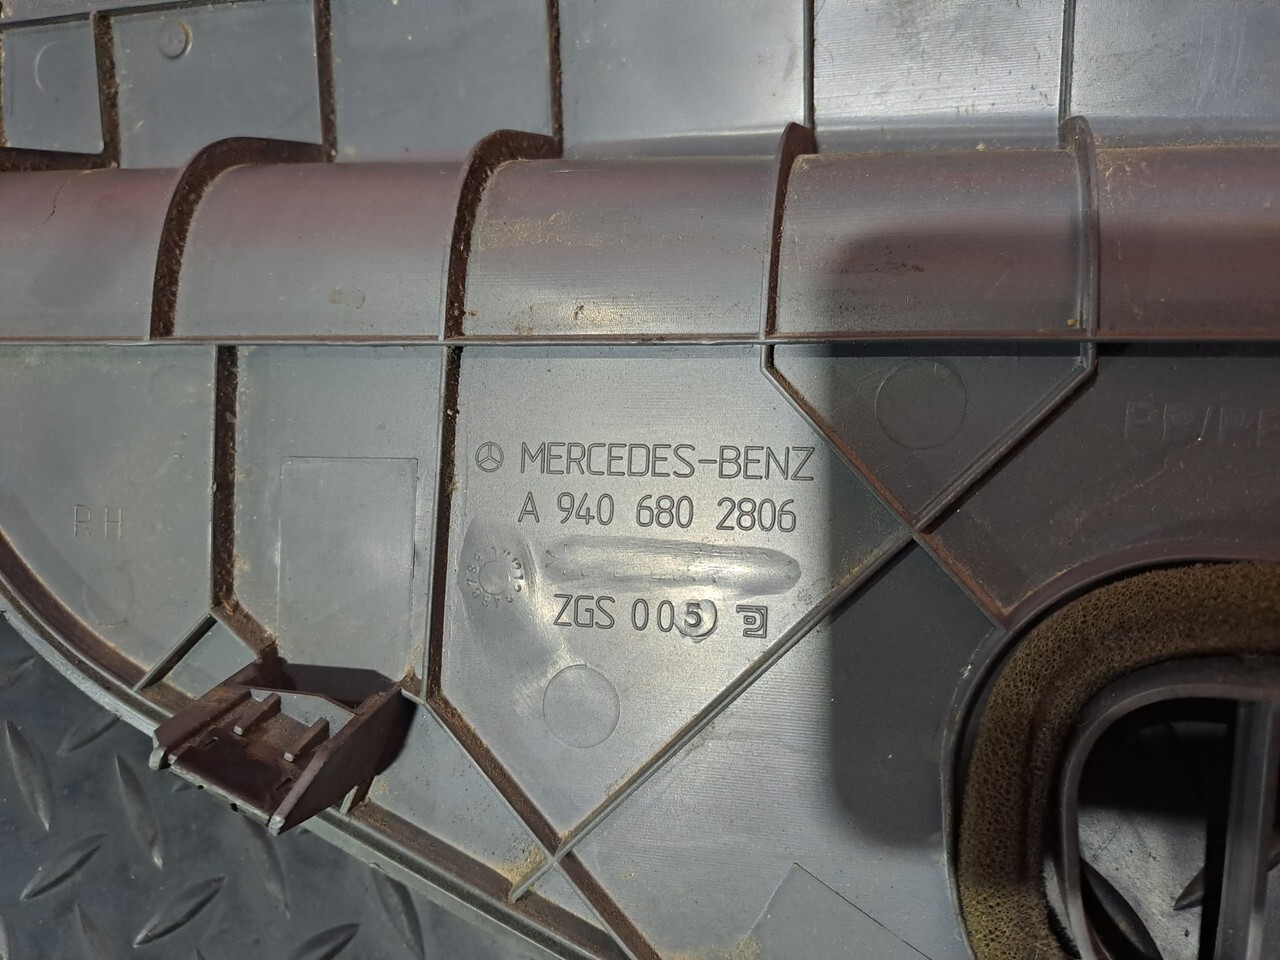 MERCEDES-BENZ
A 940 680 2806
RH
ZGS 005